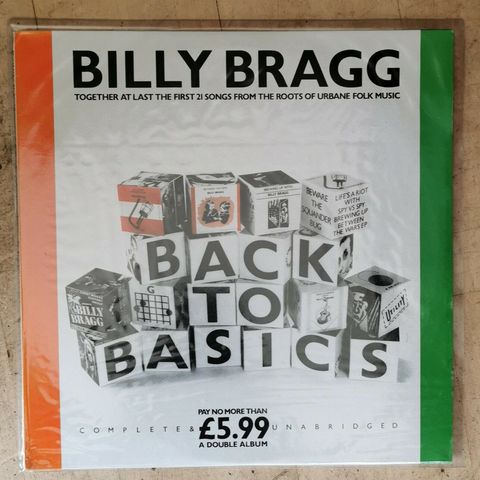 BILLY BRAGG
TOGETHER AT LAST THE FIRST 21 SONGS FROM THE ROOTS OF URBANE FOLK MUSIC
BEWARE
THE
SQUANDER
BUG
LIFE'S A RIOT
WITH
SPY VS SPY
BREWING UP
BETWEEN
THE WARS EP
BACK
TO
BASICS
G
BILLY
BRAGG
Utility
PAY NO MORE THAN
COMPLETE & £5.99 UNABRIDGED
A DOUBLE ALBUM